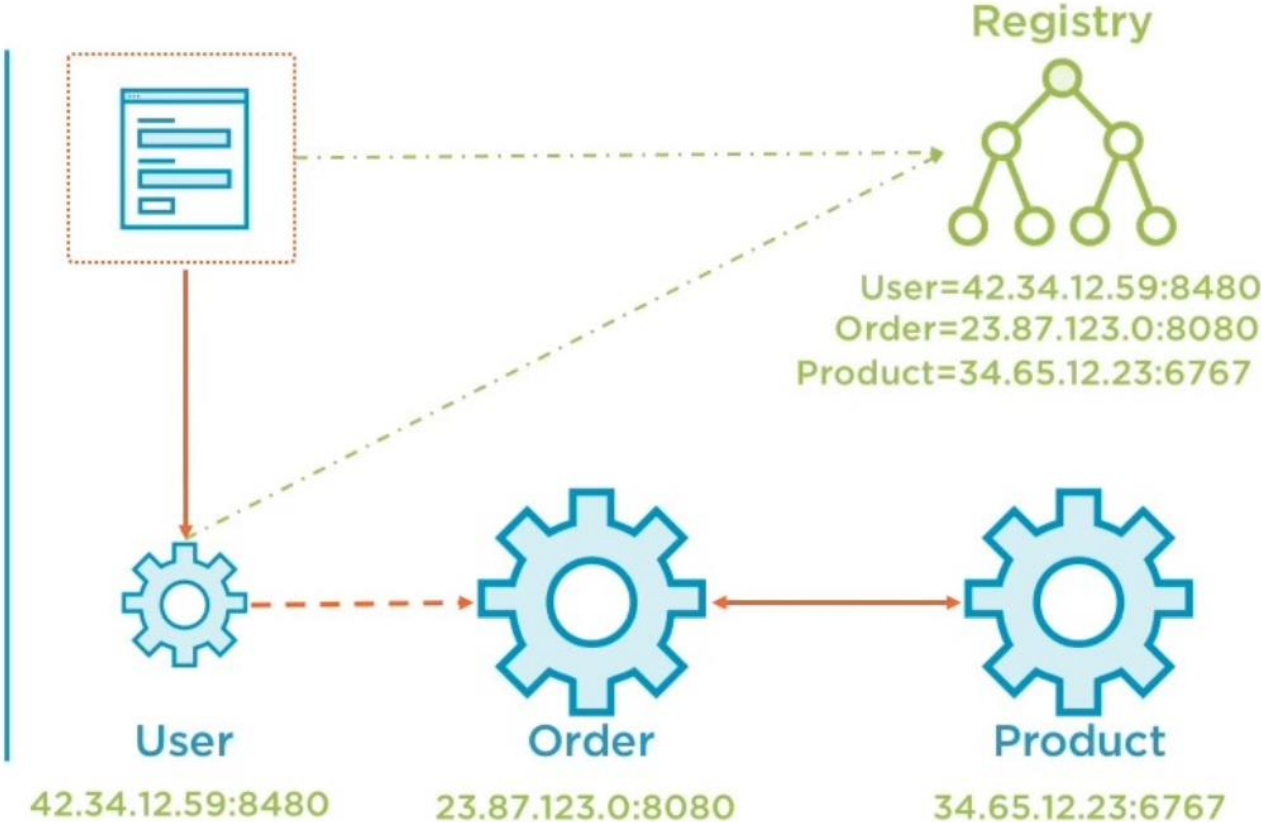 Registry
User=42.34.12.59:8480
Order=23.87.123.0:8080
Product=34.65.12.23:6767
User
Order
Product
42.34.12.59:8480
23.87.123.0:8080
34.65.12.23:6767